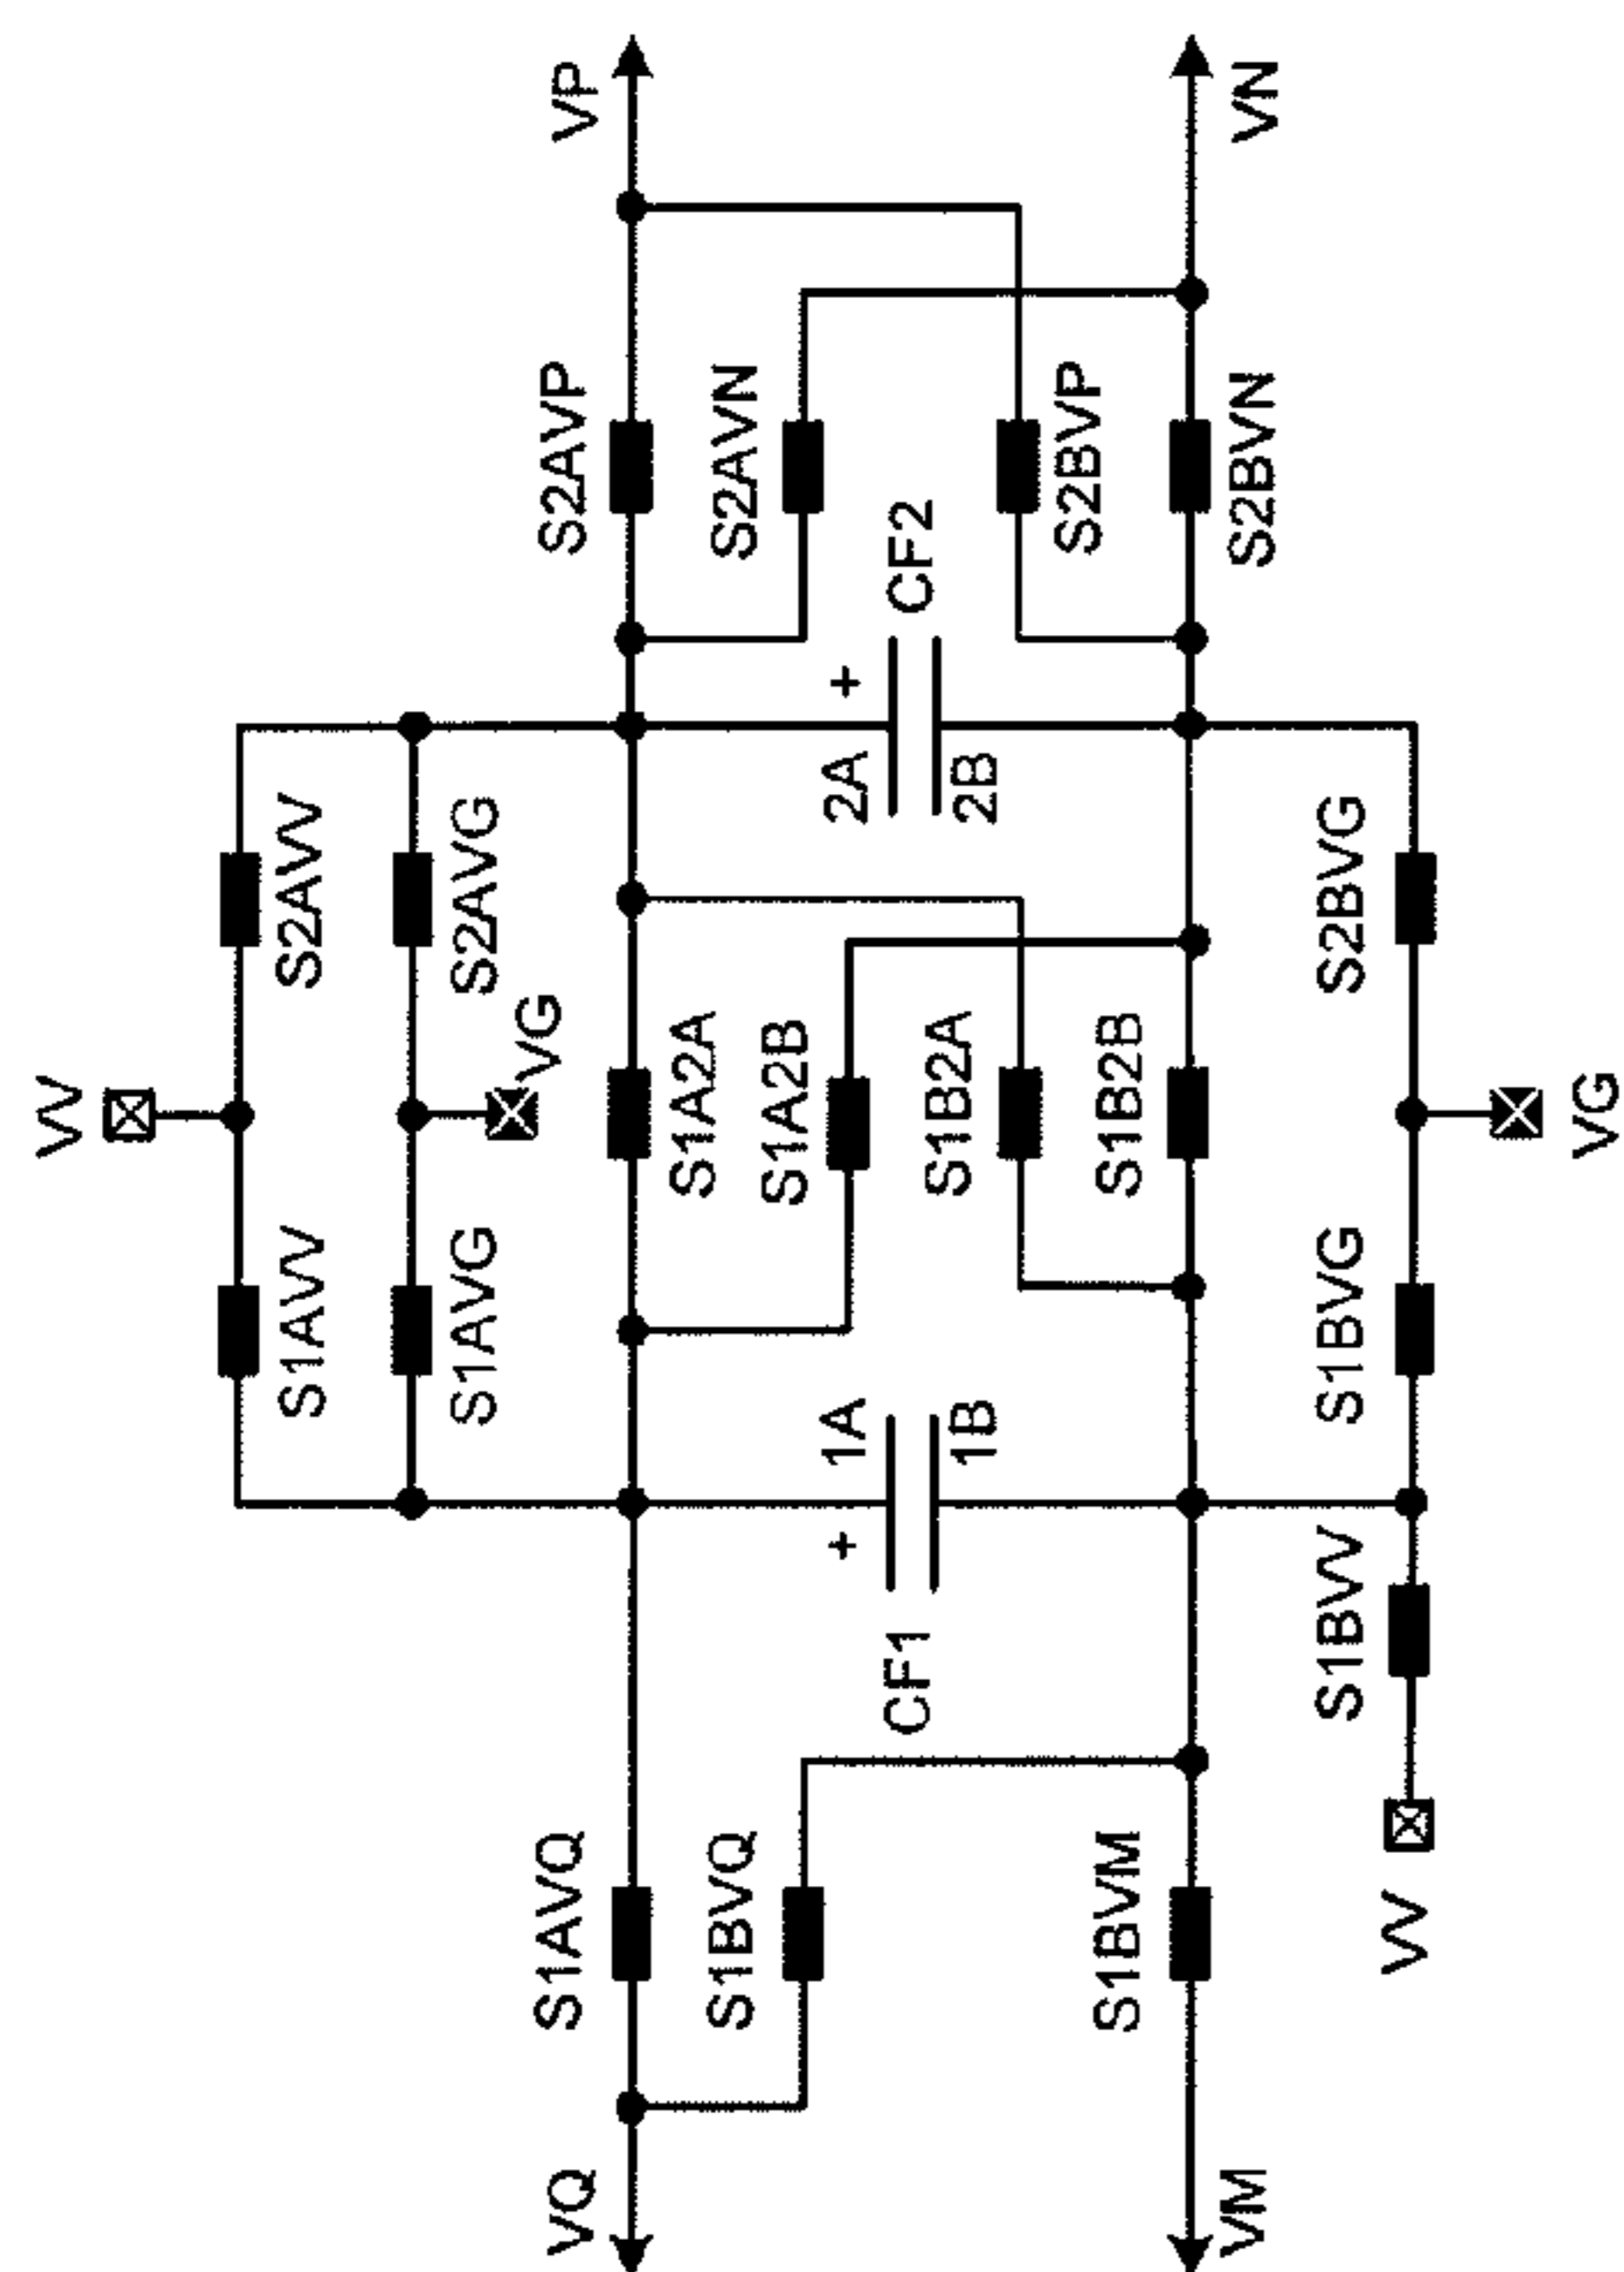 VV
S1AVV
S2AVV
S1AVG
S2AVG
VG
VQ
S1AVQ
S2AVP
VP
S1A2A
S1BVQ
S2AVN
S1A2B
+
1A
2A
+
CF1
CF2
S1B2A
1B
2B
S2BVP
S1BVM
S1B2B
VM
S2BVN
VN
S1BVV
S1BVG
S2BVG
VV
VG